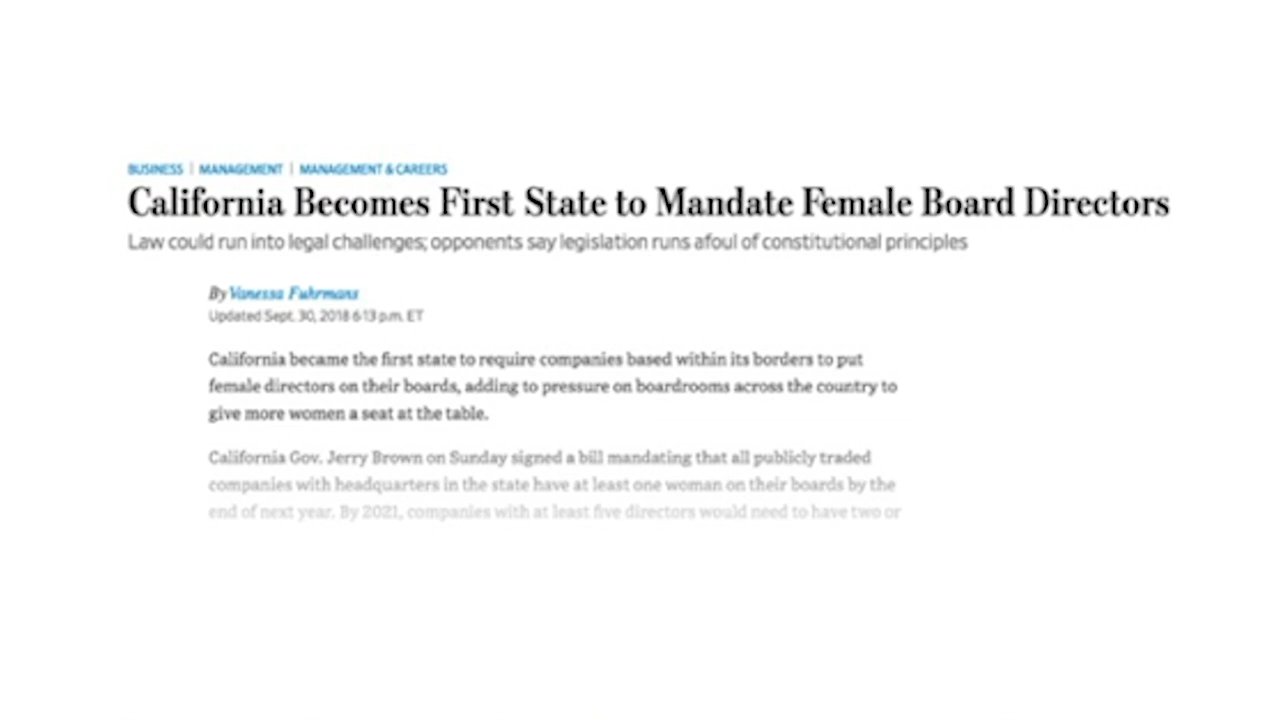 BUSINESS | MANAGEMENT | MANAGEMENT & CAREERS
California Becomes First State to Mandate Female Board Directors
Law could run into legal challenges; opponents say legislation runs afoul of constitutional principles
By Vanessa Fuhrmans
Updated Sept. 30, 2018 6:13 p.m. ET
California became the first state to require companies based within its borders to put
female directors on their boards, adding to pressure on boardrooms across the country to
give more women a seat at the table.
California Gov. Jerry Brown on Sunday signed a bill mandating that all publicly traded
companies with headquarters in the state have at least one woman on their boards by the
end of next year. By 2021, companies with at least five directors would need to have two or